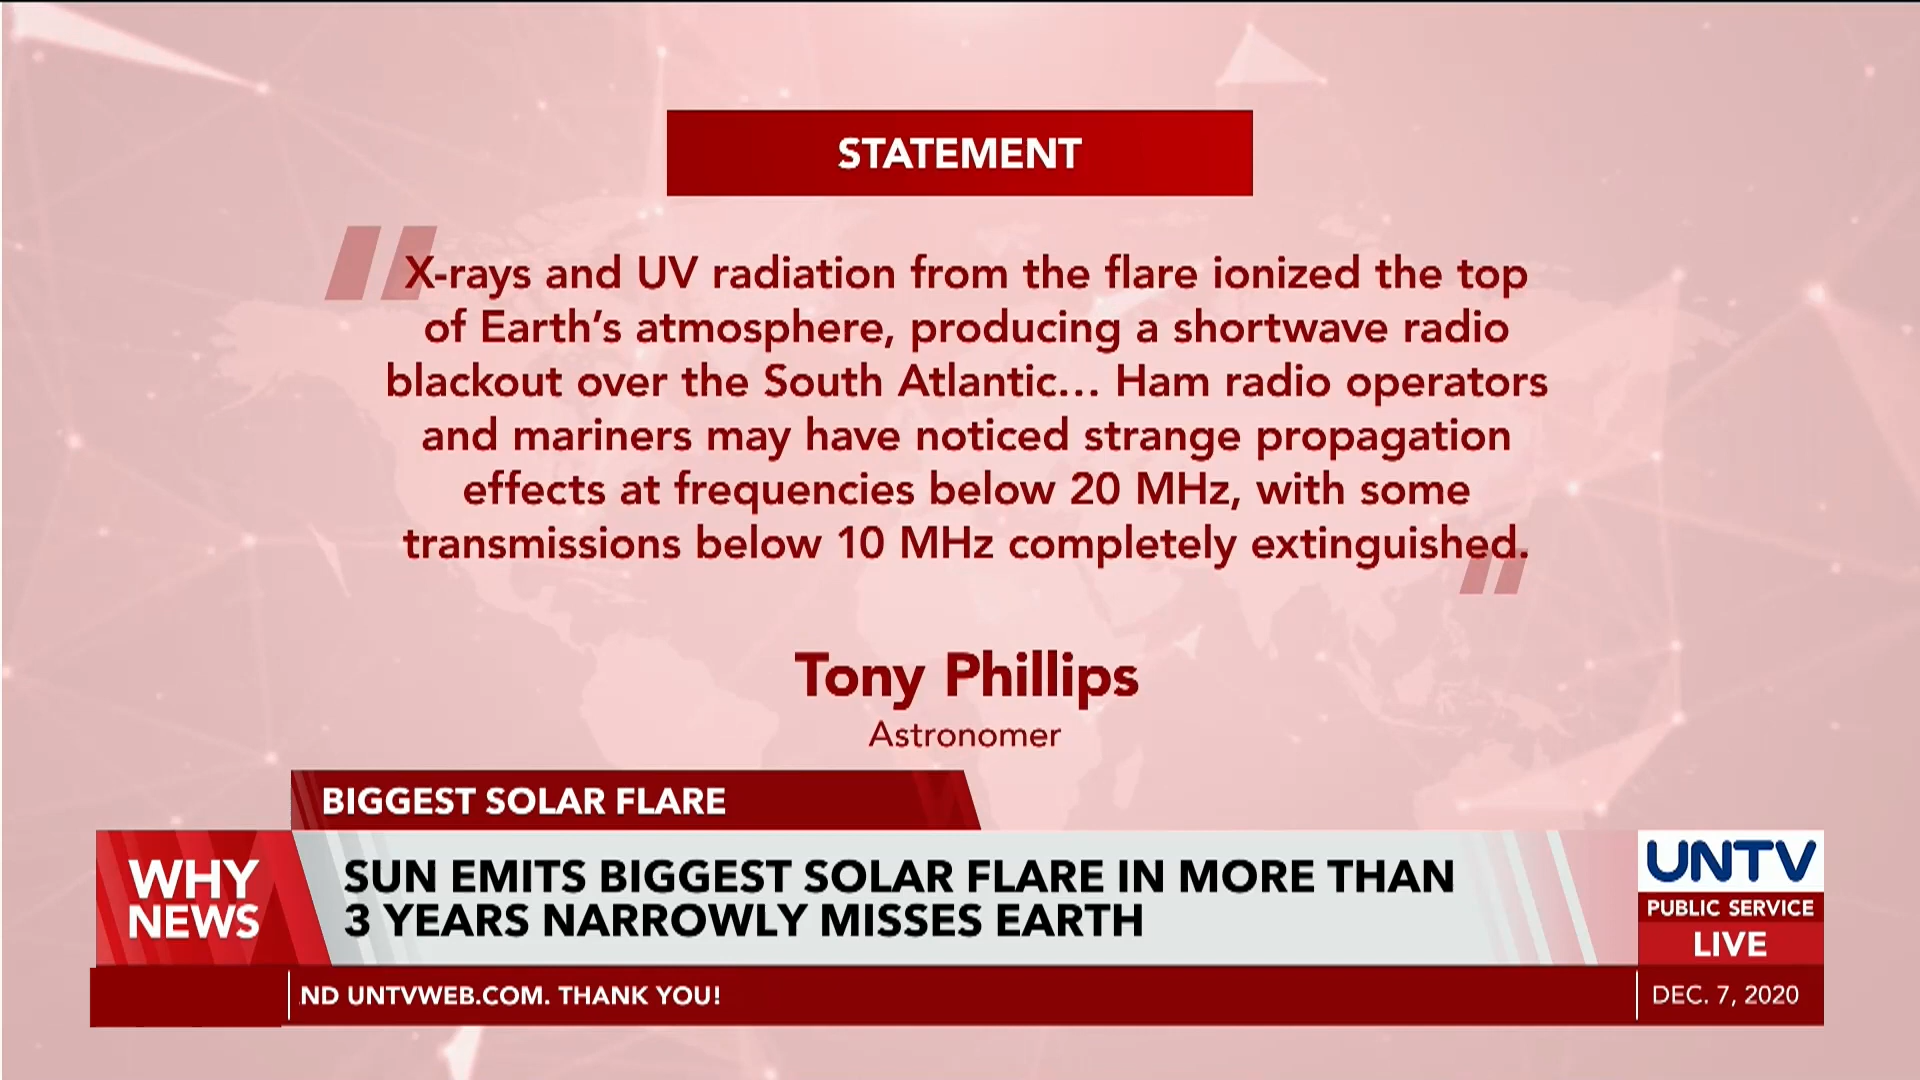 STATEMENT
X-rays and UV radiation from the flare ionized the top
of Earth's atmosphere, producing a shortwave radio
blackout over the South Atlantic... Ham radio operators
and mariners may have noticed strange propagation
effects at frequencies below 20 MHz, with some
transmissions below 10 MHz completely extinguished.
Tony Phillips
Astronomer
BIGGEST SOLAR FLARE
WHY
NEWS
SUN EMITS BIGGEST SOLAR FLARE IN MORE THAN
3 YEARS NARROWLY MISSES EARTH
UNTV
PUBLIC SERVICE
LIVE
ND UNTVWEB.COM. THANK YOU!
DEC. 7, 2020